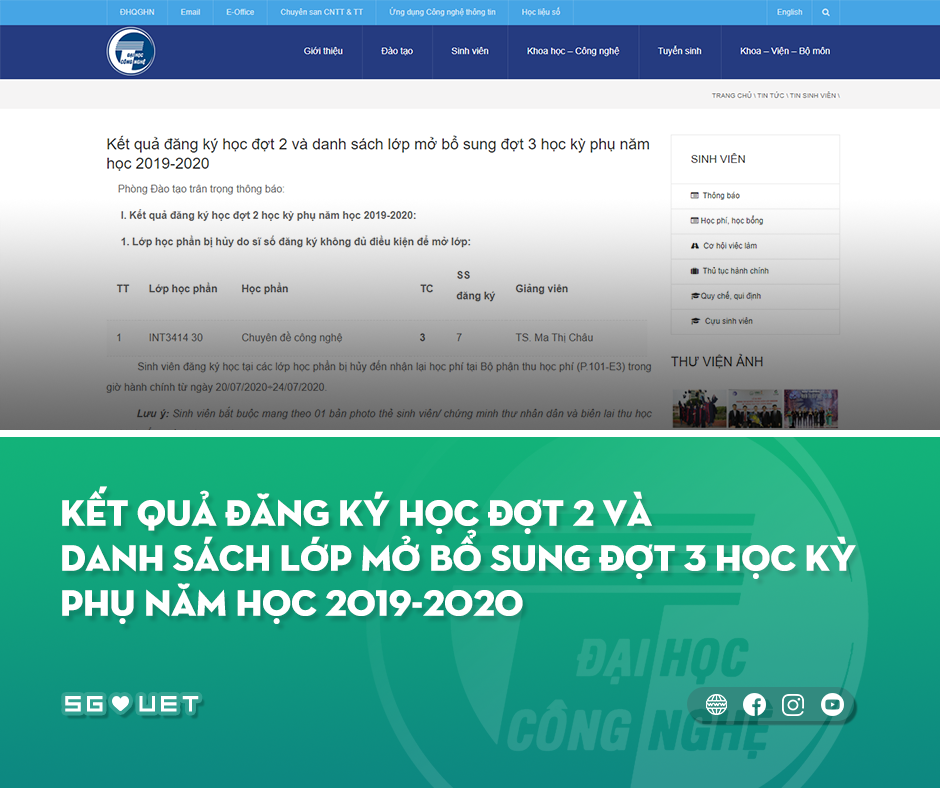 ĐHQGHN Email E-Office Chuyên san CNTT & TT Ứng dụng Công nghệ thông tin Học liệu số English
ĐẠI HỌC
CÔNG NGHỆ
Giới thiệu Đào tạo Sinh viên Khoa học – Công nghệ Tuyển sinh Khoa – Viện – Bộ môn
TRANG CHỦ \ TIN TỨC \ TIN SINH VIÊN \
Kết quả đăng ký học đợt 2 và danh sách lớp mở bổ sung đợt 3 học kỳ phụ năm
học 2019-2020
Phòng Đào tạo trân trọng thông báo:
I. Kết quả đăng ký học đợt 2 học kỳ phụ năm học 2019-2020:
1. Lớp học phần bị hủy do sĩ số đăng ký không đủ điều kiện để mở lớp:
TT Lớp học phần Học phần TC SS đăng ký Giảng viên
1 INT3414 30 Chuyên đề công nghệ 3 7 TS. Ma Thị Châu
Sinh viên đăng ký học tại các lớp học phần bị hủy đến nhận lại học phí tại Bộ phận thu học phí (P.101-E3) trong
giờ hành chính từ ngày 20/07/2020÷24/07/2020.
Lưu ý: Sinh viên bắt buộc mang theo 01 bản photo thẻ sinh viên/ chứng minh thư nhân dân và biên lai thu học
SINH VIÊN
Thông báo
Học phí, học bổng
Cơ hội việc làm
Thủ tục hành chính
Quy chế, qui định
Cựu sinh viên
THƯ VIỆN ẢNH
KẾT QUẢ ĐĂNG KÝ HỌC ĐỢT 2 VÀ
DANH SÁCH LỚP MỞ BỔ SUNG ĐỢT 3 HỌC KỲ
PHỤ NĂM HỌC 2019-2020
ĐẠI HỌC
CÔNG NGHỆ
SG UET